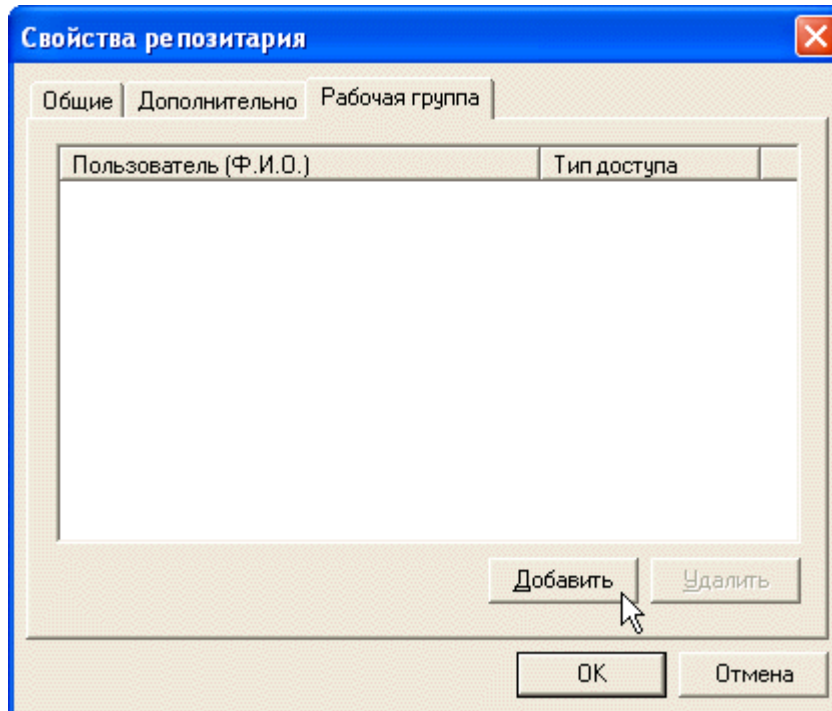 Свойства репозитария
Общие Дополнительно Рабочая группа
Пользователь (Ф.И.О.) Тип доступа
Добавить Удалить
OK Отмена